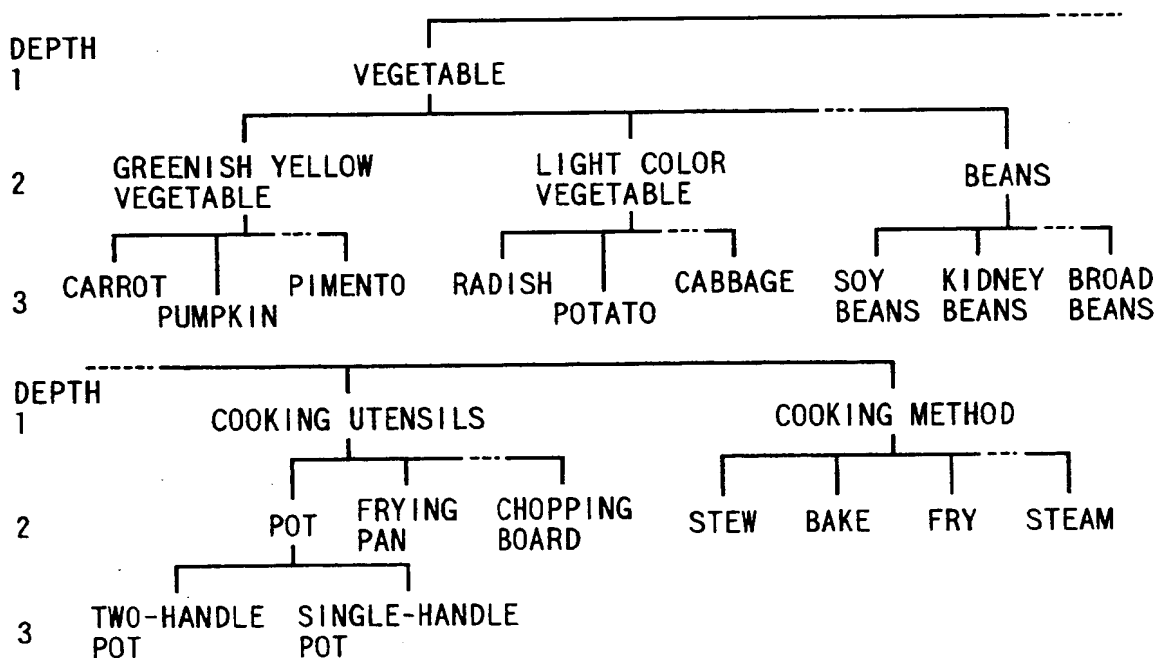 DEPTH
1 VEGETABLE
2 GREENISH YELLOW VEGETABLE LIGHT COLOR VEGETABLE BEANS
3 CARROT PUMPKIN PIMENTO RADISH POTATO CABBAGE SOY BEANS KIDNEY BEANS BROAD BEANS
DEPTH
1 COOKING UTENSILS COOKING METHOD
2 POT FRYING PAN CHOPPING BOARD STEW BAKE FRY STEAM
3 TWO-HANDLE POT SINGLE-HANDLE POT